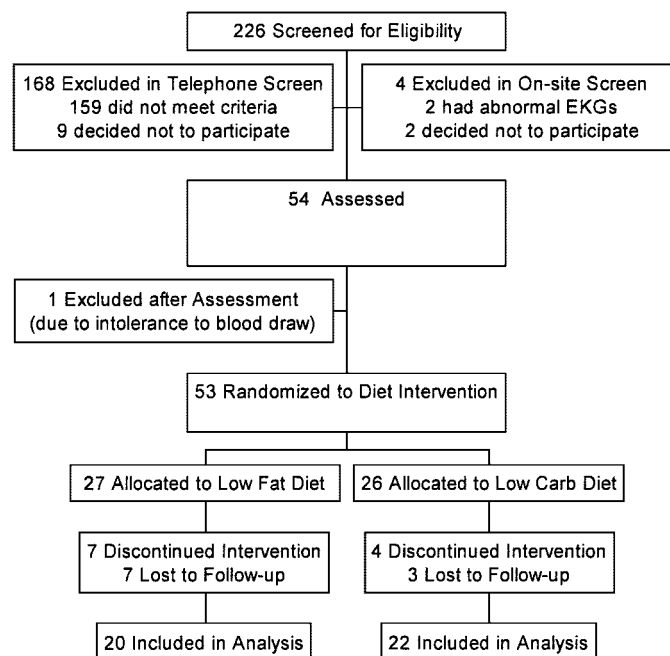 226 Screened for Eligibility
168 Excluded in Telephone Screen
159 did not meet criteria
9 decided not to participate
4 Excluded in On-site Screen
2 had abnormal EKGs
2 decided not to participate
54 Assessed
1 Excluded after Assessment
(due to intolerance to blood draw)
53 Randomized to Diet Intervention
27 Allocated to Low Fat Diet
26 Allocated to Low Carb Diet
7 Discontinued Intervention
7 Lost to Follow-up
4 Discontinued Intervention
3 Lost to Follow-up
20 Included in Analysis
22 Included in Analysis